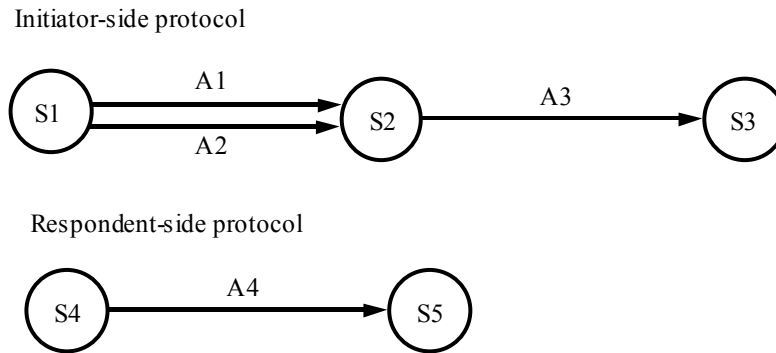 Initiator-side protocol
A1
S1
S2
A3
S3
A2
Respondent-side protocol
A4
S4
S5